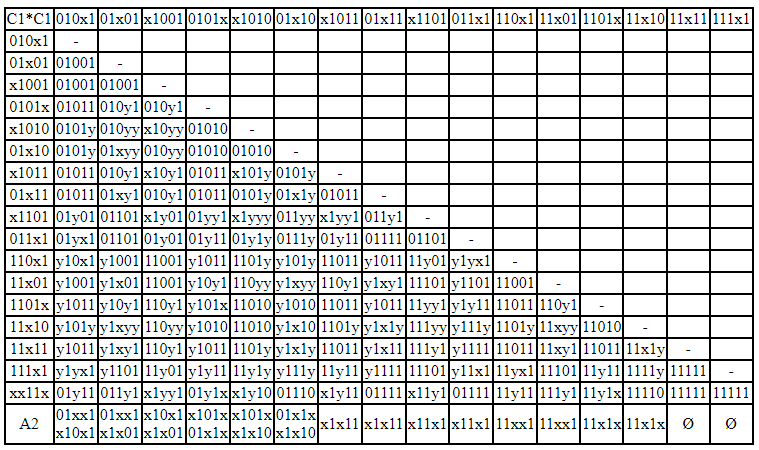 C1*C1 010x1 01x01 x1001 0101x x1010 01x10 x1011 01x11 x1101 011x1 110x1 11x01 1101x 11x10 11x11 111x1
010x1 -
01x01 01001 -
x1001 01001 01001 -
0101x 01011 010y1 010y1 -
x1010 0101y 010yy x10yy 01010 -
01x10 0101y 01xyy 010yy 01010 01010 -
x1011 01011 010y1 x10y1 01011 x101y 0101y -
01x11 01011 01xy1 010y1 01011 0101y 01x1y 01011 -
x1101 01y01 01101 x1y01 01yy1 x1yyy 011yy x1yy1 011y1 -
011x1 01yx1 01101 01y01 01y11 01y1y 0111y 01y11 01111 01101 -
110x1 y10x1 y1001 11001 y1011 1101y y101y 11011 y1011 11y01 y1yx1 -
11x01 y1001 y1x01 11001 y10y1 110yy y1xyy 110y1 y1xy1 11101 y1101 11001 -
1101x y1011 y10y1 110y1 y101x 11010 y1010 11011 y1011 11yy1 y1y11 11011 110y1 -
11x10 y101y y1xyy 110yy y1010 11010 y1x10 1101y y1x1y 111yy y111y 1101y 11xyy 11010 -
11x11 y1011 y1xy1 110y1 y1011 1101y y1x1y 11011 y1x11 111y1 y1111 11011 11xy1 11011 11x1y -
111x1 y1yx1 y1101 11y01 y1y11 11y1y y111y 11y11 y1111 11101 y11x1 11yx1 11101 11y11 1111y 11111 -
xx11x 01y11 011y1 x1yy1 01y1x x1y10 01110 x1y11 01111 x11y1 01111 11y11 111y1 11y1x 11110 11111 11111
A2 01xx1 01xx1 x10x1 x101x x101x 01x1x x1x11 x1x11 x11x1 x11x1 11xx1 11xx1 11x1x 11x1x Ø Ø
x10x1 x1x01 x1x01 01x1x x1x10 x1x10